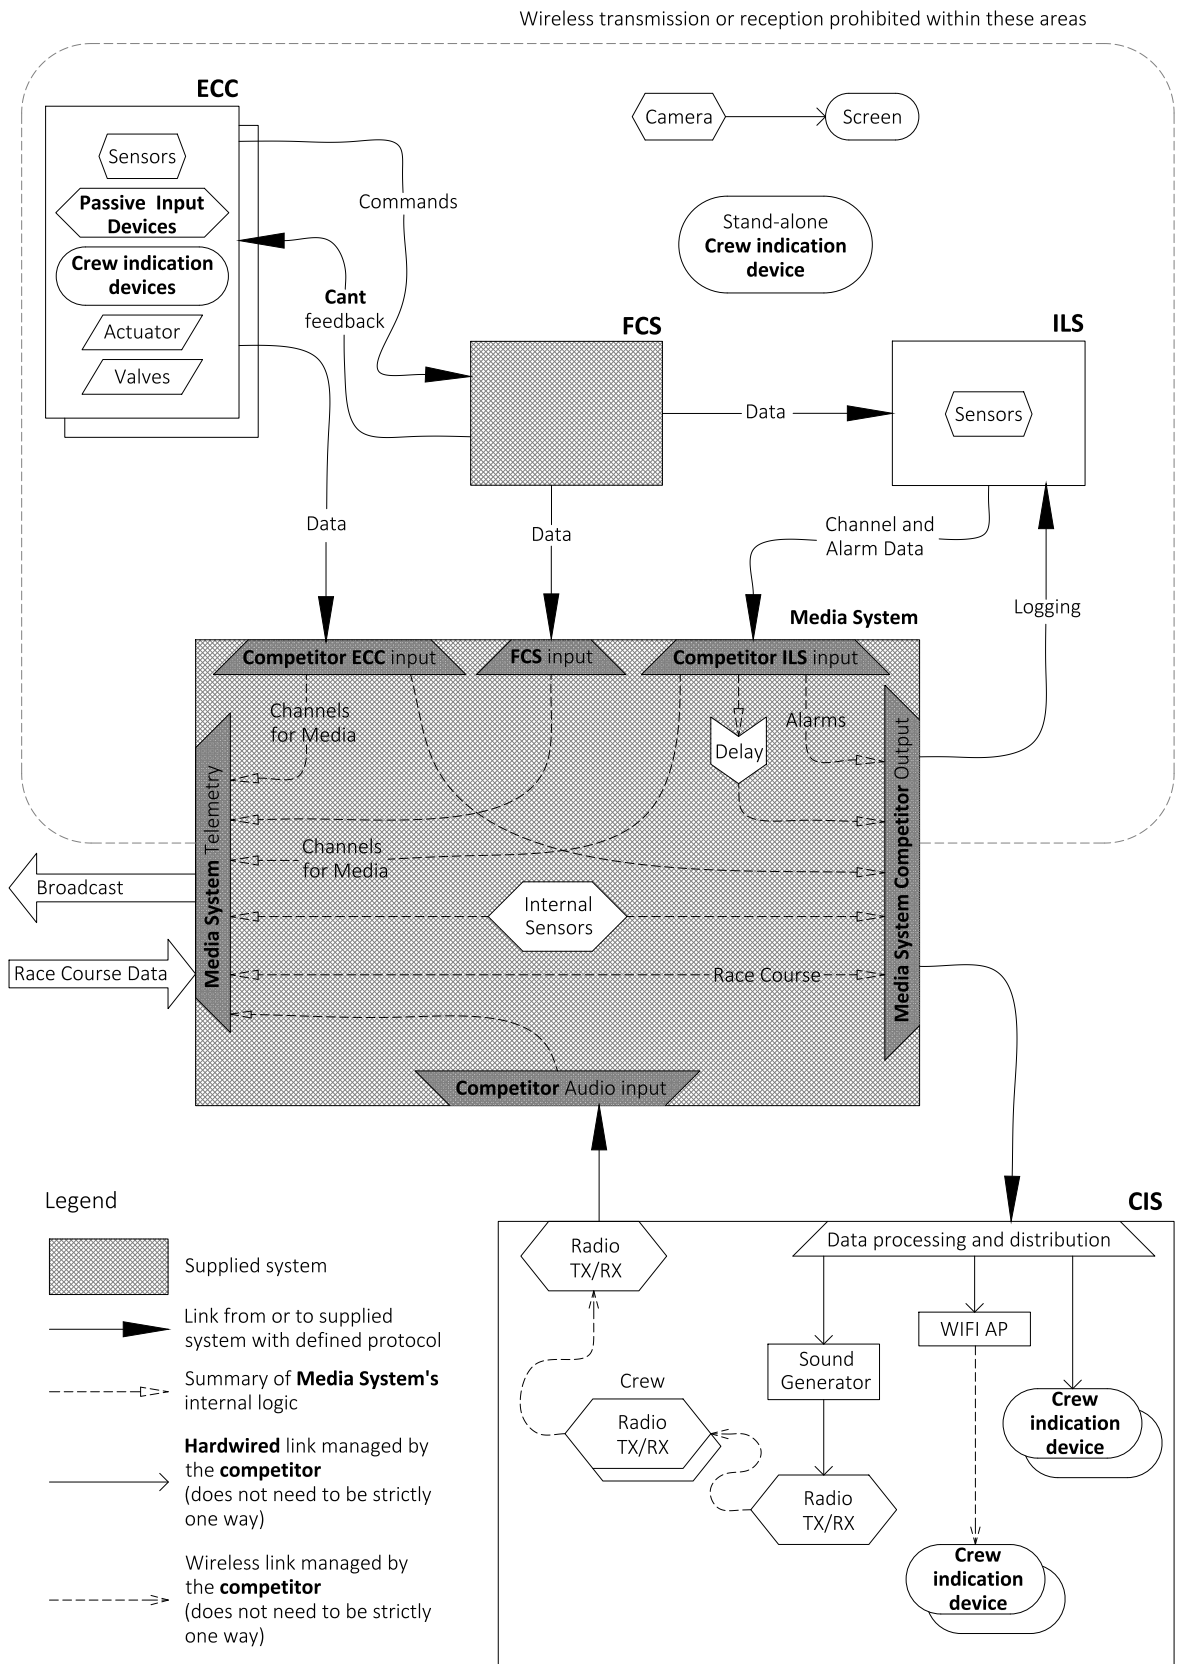 Wireless transmission or reception prohibited within these areas
ECC
Sensors
Passive Input
Devices
Crew indication
devices
Actuator
Valves
Camera
Screen
Commands
Stand-alone
Crew indication
device
Cant
feedback
FCS
ILS
Data
Sensors
Data
Data
Channel and
Alarm Data
Logging
Media System
Competitor ECC input
FCS input
Competitor ILS input
Channels
for Media
Alarms
Delay
Media System Telemetry
Media System Competitor Output
Channels
for Media
Broadcast
Internal
Sensors
Race Course Data
Race Course
Competitor Audio input
Legend
Supplied system
Link from or to supplied
system with defined protocol
Summary of Media System's
internal logic
Hardwired link managed by
the competitor
(does not need to be strictly
one way)
Wireless link managed by
the competitor
(does not need to be strictly
one way)
CIS
Radio
TX/RX
Data processing and distribution
WIFI AP
Sound
Generator
Crew
Radio
TX/RX
Crew
indication
device
Radio
TX/RX
Crew
indication
device